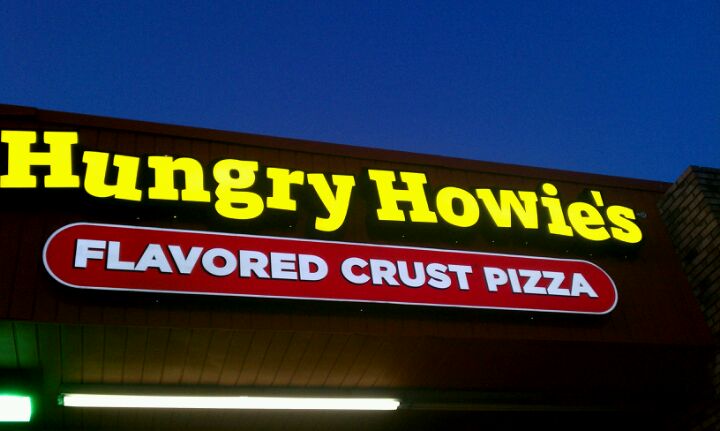 Hungry Howie's
FLAVORED CRUST PIZZA